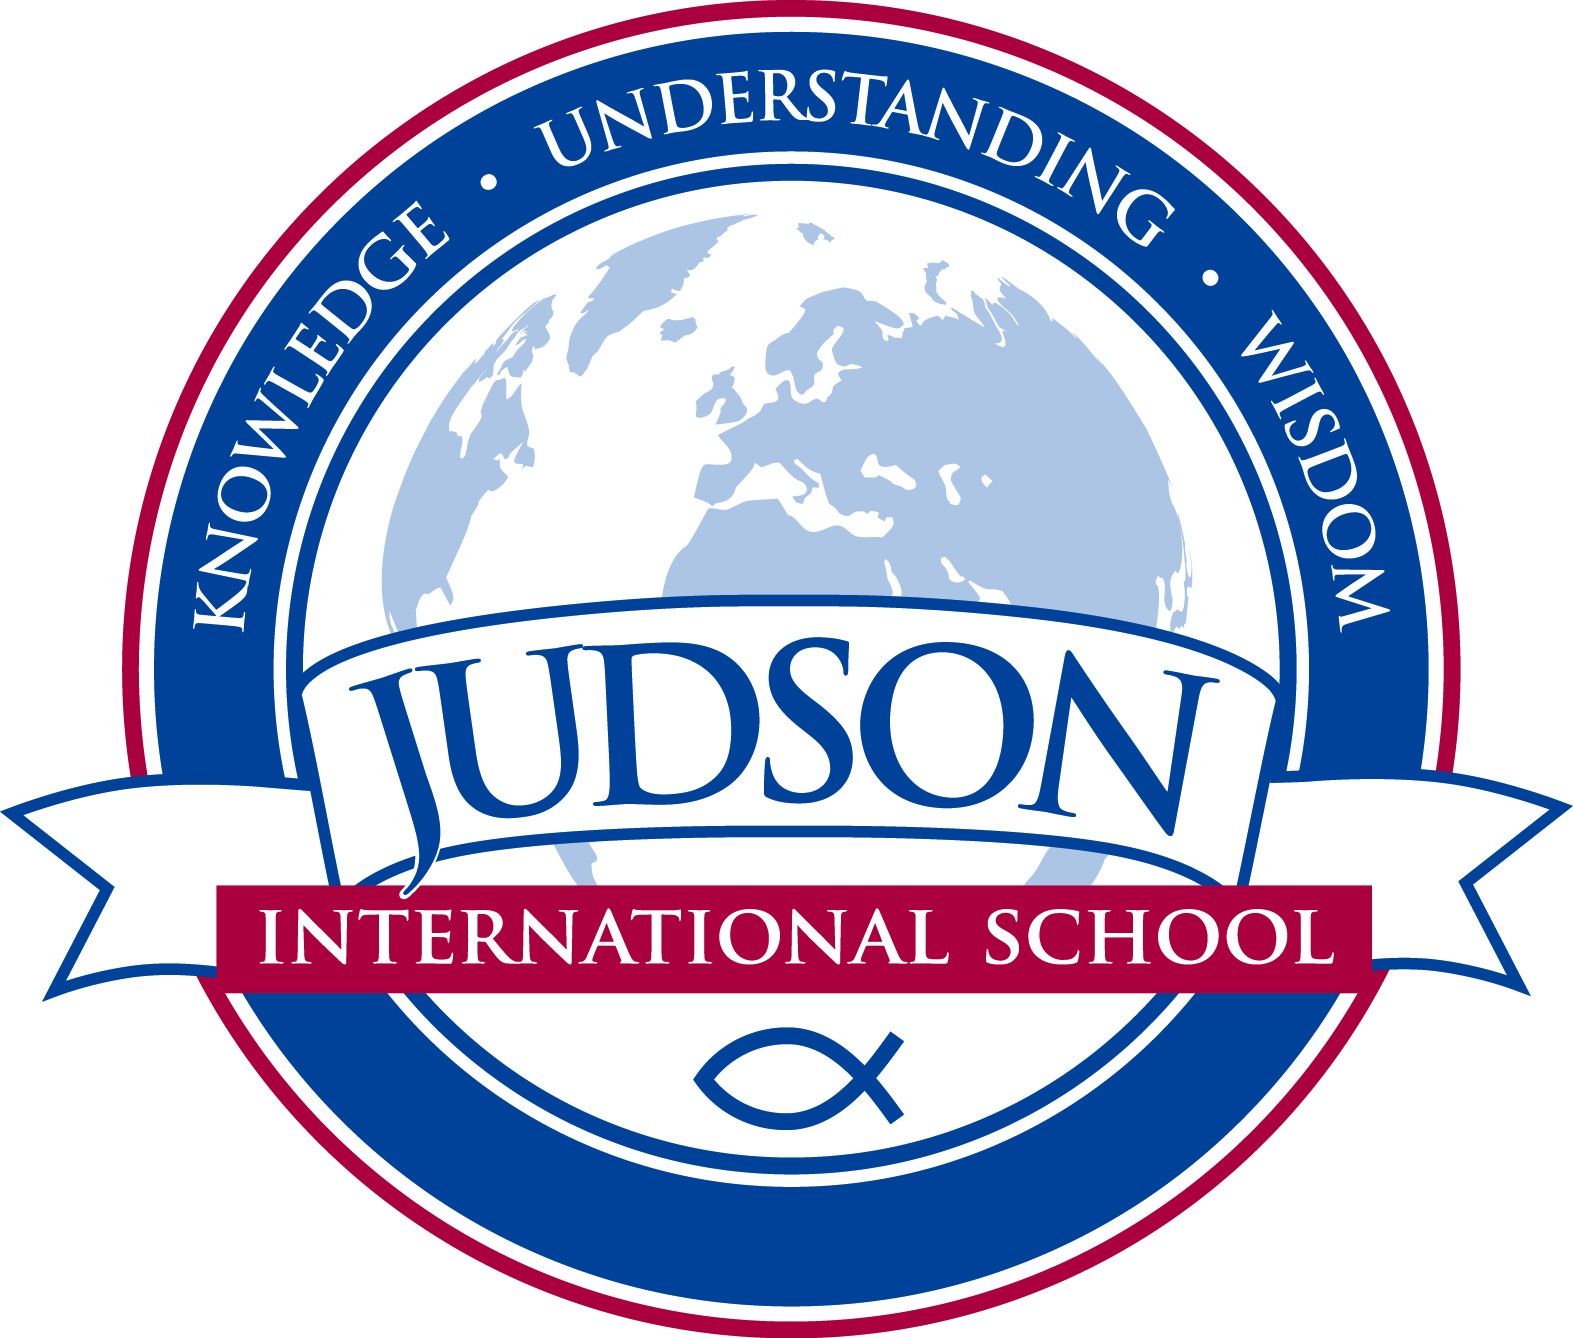 KNOWLEDGE · UNDERSTANDING · WISDOM
JUDSON
INTERNATIONAL SCHOOL